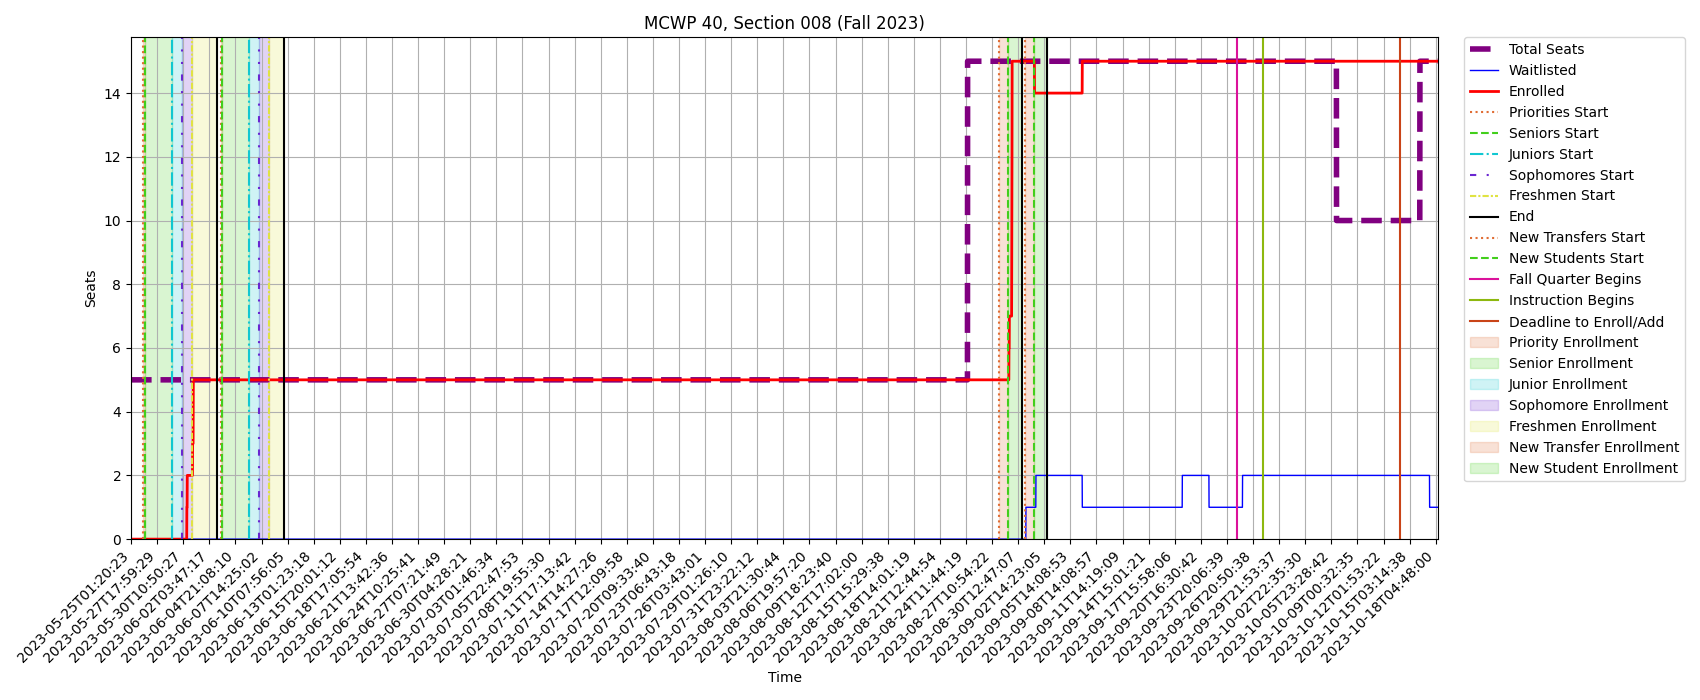 MCWP 40, Section 008 (Fall 2023)
Seats
14
12
10
8
6
4
2
0
2023-05-25T01:20:23
2023-05-27T17:59:29
2023-05-30T10:50:27
2023-06-02T03:47:17
2023-06-04T21:08:10
2023-06-07T14:25:02
2023-06-10T07:56:05
2023-06-13T01:23:18
2023-06-15T20:01:12
2023-06-18T17:05:54
2023-06-21T13:42:36
2023-06-24T10:25:41
2023-06-27T07:21:49
2023-06-30T04:28:21
2023-07-03T01:46:34
2023-07-05T22:47:53
2023-07-08T19:55:30
2023-07-11T17:13:42
2023-07-14T14:27:26
2023-07-17T12:09:58
2023-07-20T09:33:40
2023-07-23T06:43:18
2023-07-26T03:43:01
2023-07-29T01:26:10
2023-07-31T23:22:12
2023-08-03T21:30:44
2023-08-06T19:57:20
2023-08-09T18:23:40
2023-08-12T17:02:00
2023-08-15T15:29:38
2023-08-18T14:01:19
2023-08-21T12:44:54
2023-08-24T11:44:19
2023-08-27T10:54:22
2023-08-30T12:47:07
2023-09-02T14:23:05
2023-09-05T14:08:53
2023-09-08T14:08:57
2023-09-11T14:19:09
2023-09-14T15:01:21
2023-09-17T15:58:06
2023-09-20T16:30:42
2023-09-23T20:06:39
2023-09-26T20:50:38
2023-09-29T21:53:37
2023-10-02T22:35:30
2023-10-05T23:28:42
2023-10-09T00:32:35
2023-10-12T01:53:22
2023-10-15T03:14:38
2023-10-18T04:48:00
Time
Total Seats
Waitlisted
Enrolled
Priorities Start
Seniors Start
Juniors Start
Sophomores Start
Freshmen Start
End
New Transfers Start
New Students Start
Fall Quarter Begins
Instruction Begins
Deadline to Enroll/Add
Priority Enrollment
Senior Enrollment
Junior Enrollment
Sophomore Enrollment
Freshmen Enrollment
New Transfer Enrollment
New Student Enrollment